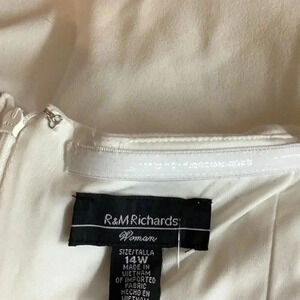 R&M Richards
Woman
SIZE/TALLA
14W
MADE IN
VIETNAM
OF IMPORTED
FABRIC
HECHO EN
VIETNAM